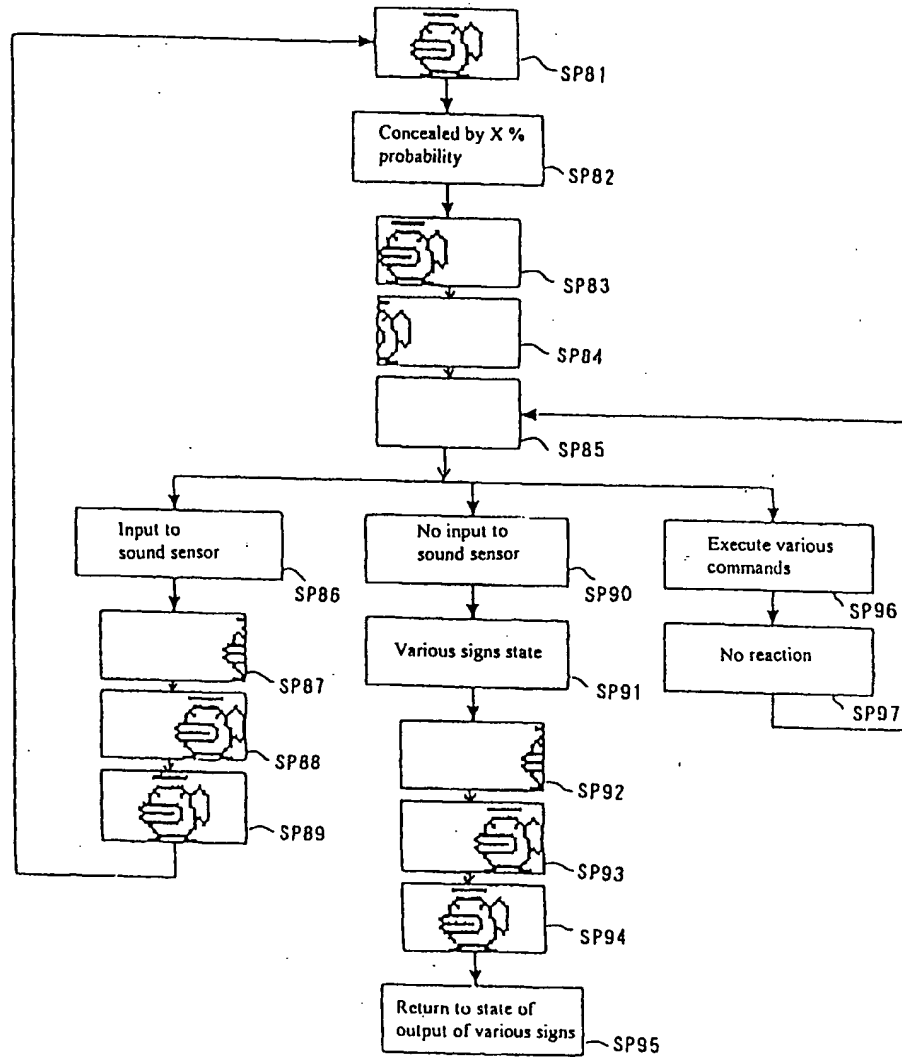 SP81
Concealed by X %
probability
SP82
SP83
SP84
SP85
Input to
sound sensor
SP86
SP87
SP88
SP89
No input to
sound sensor
SP90
Various signs state
SP91
SP92
SP93
SP94
Return to state of
output of various signs
SP95
Execute various
commands
SP96
No reaction
SP97